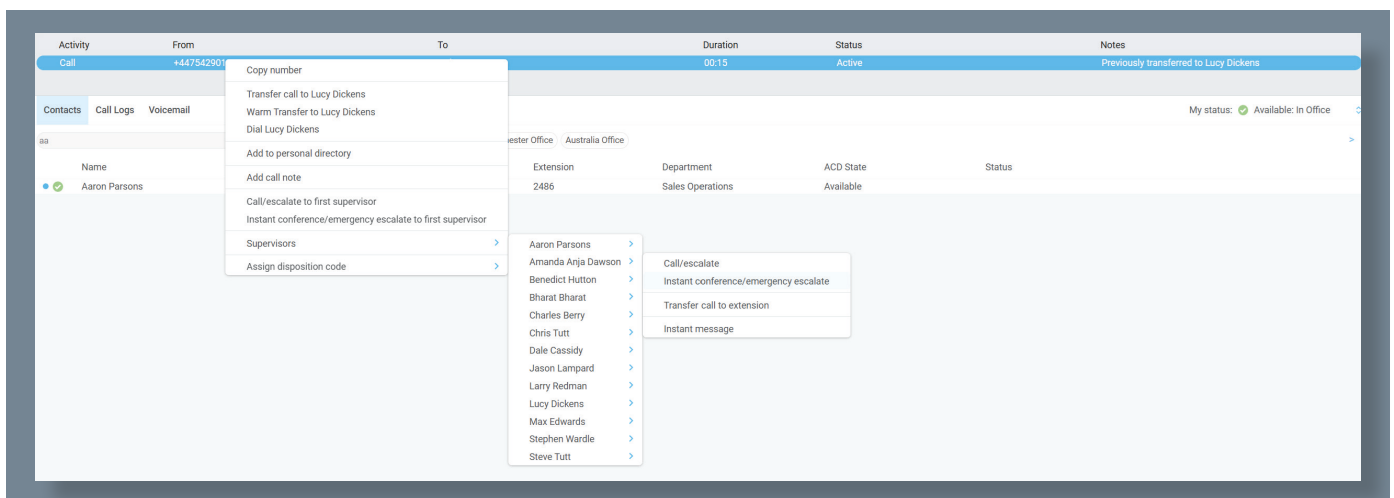 Activity From To Duration Status Notes
Call +447542901 00:15 Active Previously transferred to Lucy Dickens
Copy number
Transfer call to Lucy Dickens
Warm Transfer to Lucy Dickens
Dial Lucy Dickens
Add to personal directory
Add call note
Call/escalate to first supervisor
Instant conference/emergency escalate to first supervisor
Supervisors
Assign disposition code
Contacts Call Logs Voicemail My status: Available: In Office
aa ester Office Australia Office
Name Extension Department ACD State Status
Aaron Parsons 2486 Sales Operations Available
Aaron Parsons
Amanda Anja Dawson
Benedict Hutton
Bharat Bharat
Charles Berry
Chris Tutt
Dale Cassidy
Jason Lampard
Larry Redman
Lucy Dickens
Max Edwards
Stephen Wardle
Steve Tutt
Call/escalate
Instant conference/emergency escalate
Transfer call to extension
Instant message